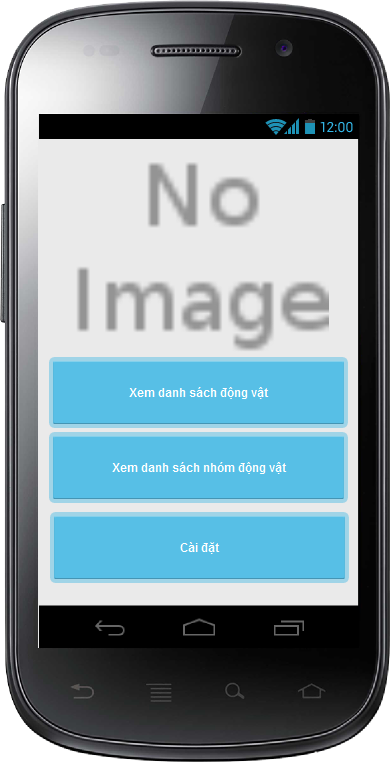 12:00
No
Image
Xem danh sách động vật
Xem danh sách nhóm động vật
Cài đặt